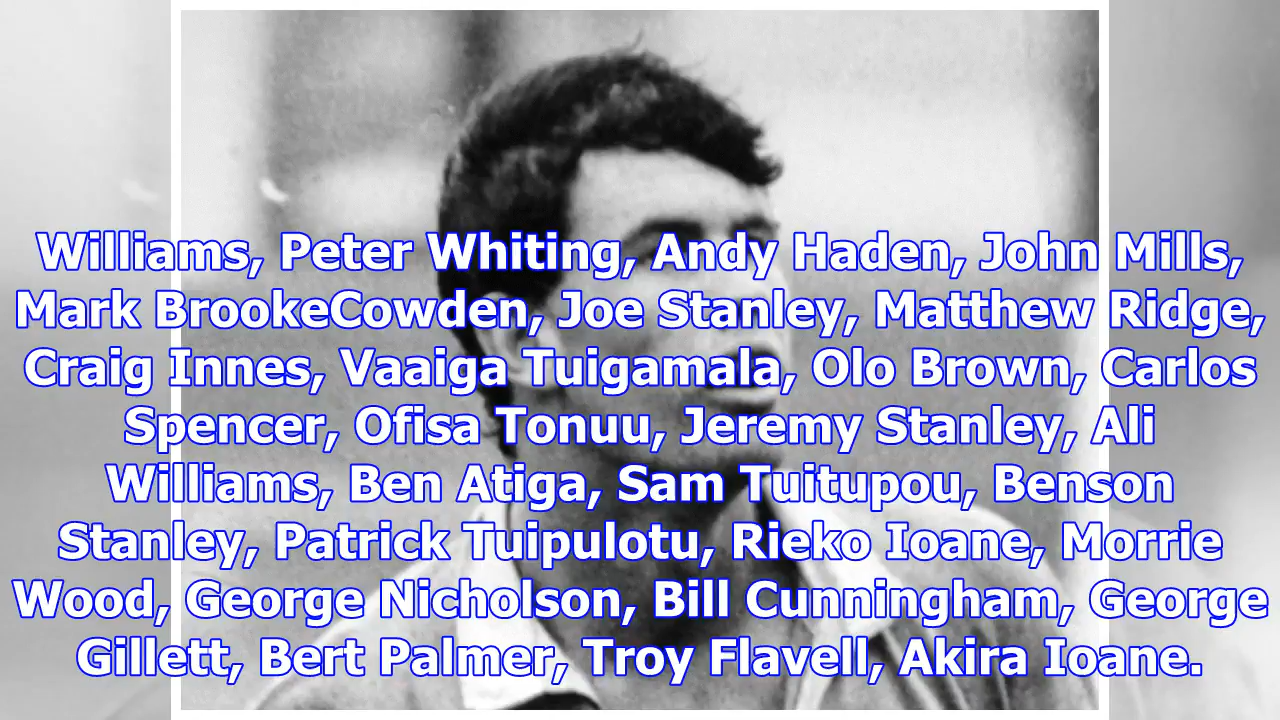 Williams, Peter Whiting, Andy Haden, John Mills,
Mark BrookeCowden, Joe Stanley, Matthew Ridge,
Craig Innes, Vaaiga Tuigamala, Olo Brown, Carlos
Spencer, Ofisa Tonuu, Jeremy Stanley, Ali
Williams, Ben Atiga, Sam Tuitupou, Benson
Stanley, Patrick Tuipulotu, Rieko Ioane, Morrie
Wood, George Nicholson, Bill Cunningham, George
Gillett, Bert Palmer, Troy Flavell, Akira Ioane.